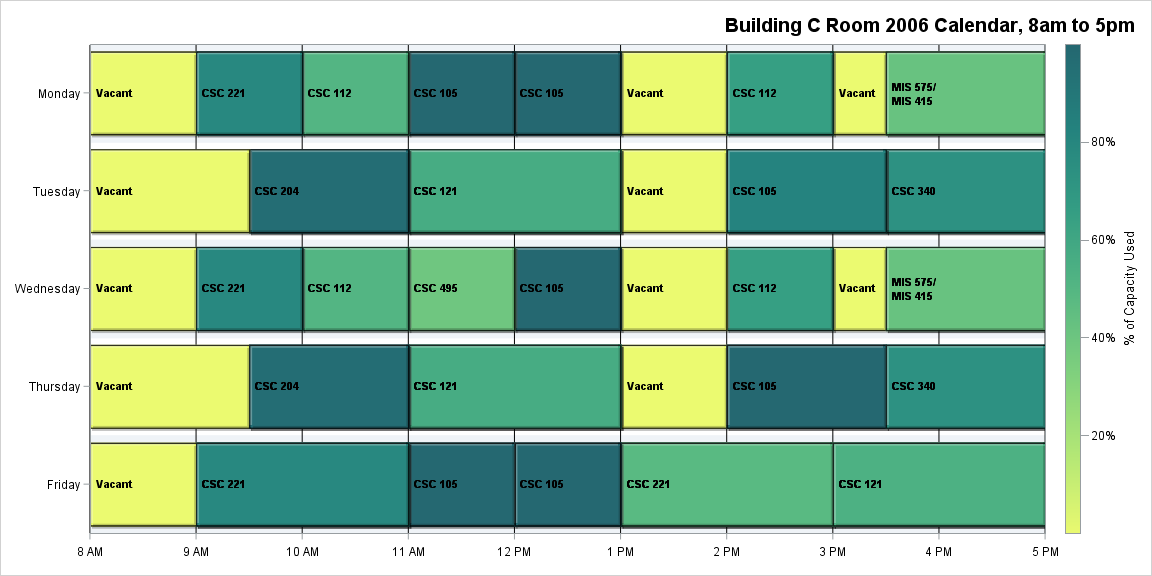 Building C Room 2006 Calendar, 8am to 5pm
Monday
Vacant
CSC 221
CSC 112
CSC 105
CSC 105
Vacant
CSC 112
Vacant
MIS 575/
MIS 415
Tuesday
Vacant
CSC 204
CSC 121
Vacant
CSC 105
CSC 340
Wednesday
Vacant
CSC 221
CSC 112
CSC 495
CSC 105
Vacant
CSC 112
Vacant
MIS 575/
MIS 415
Thursday
Vacant
CSC 204
CSC 121
Vacant
CSC 105
CSC 340
Friday
Vacant
CSC 221
CSC 105
CSC 105
CSC 221
CSC 121
8 AM
9 AM
10 AM
11 AM
12 PM
1 PM
2 PM
3 PM
4 PM
5 PM
80%
60%
40%
20%
% of Capacity Used